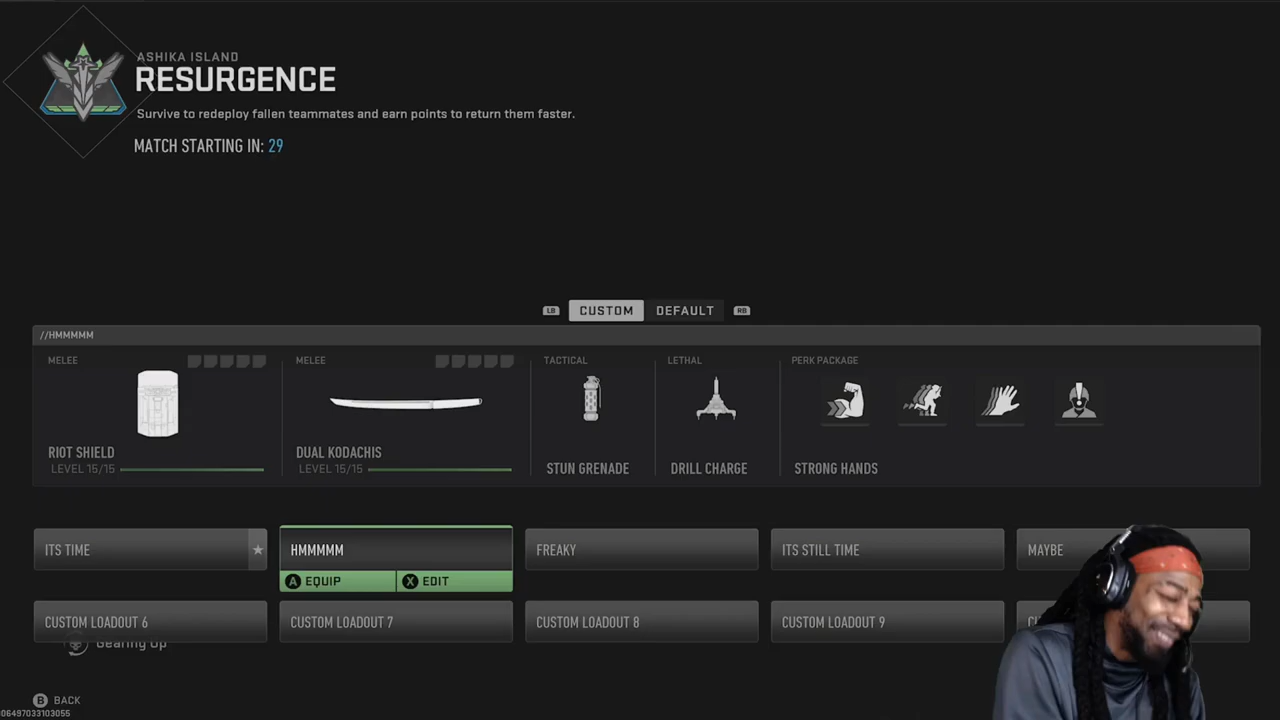 ASHIKA ISLAND
RESURGENCE
Survive to redeploy fallen teammates and earn points to return them faster.
MATCH STARTING IN: 29
LB CUSTOM DEFAULT RB
//HMMMMM
MELEE
RIOT SHIELD
LEVEL 15/15
MELEE
DUAL KODACHIS
LEVEL 15/15
TACTICAL
STUN GRENADE
LETHAL
DRILL CHARGE
PERK PACKAGE
STRONG HANDS
ITS TIME
HMMMMM
A EQUIP X EDIT
FREAKY
ITS STILL TIME
MAYBE
CUSTOM LOADOUT 6
CUSTOM LOADOUT 7
CUSTOM LOADOUT 8
CUSTOM LOADOUT 9
Gearing Up
B BACK
06497033103055